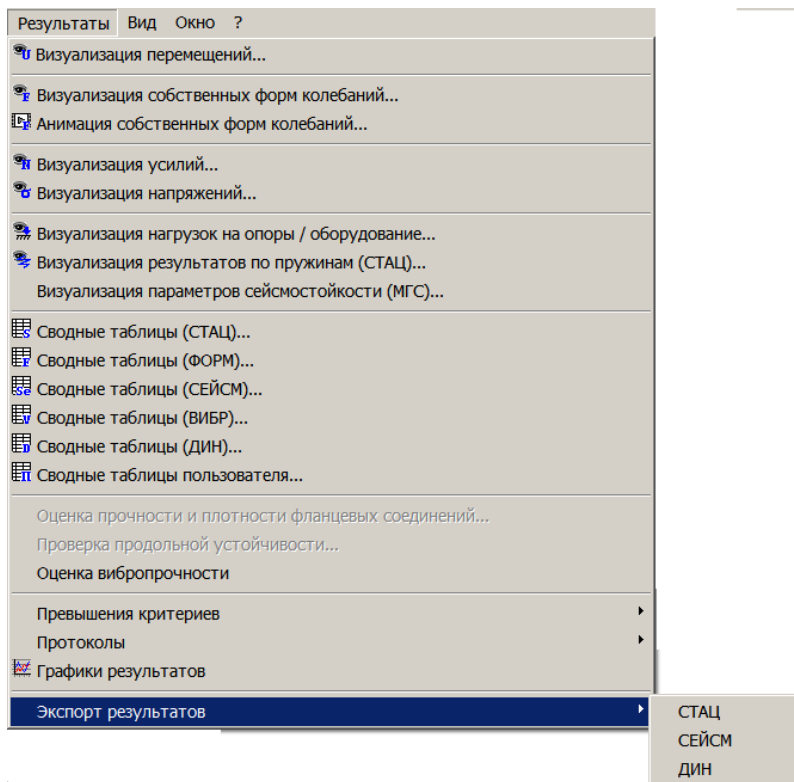 Результаты Вид Окно ?
Визуализация перемещений...
Визуализация собственных форм колебаний...
Анимация собственных форм колебаний...
Визуализация усилий...
Визуализация напряжений...
Визуализация нагрузок на опоры / оборудование...
Визуализация результатов по пружинам (СТАЦ)...
Визуализация параметров сейсмостойкости (МГС)...
Сводные таблицы (СТАЦ)...
Сводные таблицы (ФОРМ)...
Сводные таблицы (СЕЙСМ)...
Сводные таблицы (ВИБР)...
Сводные таблицы (ДИН)...
Сводные таблицы пользователя...
Оценка прочности и плотности фланцевых соединений...
Проверка продольной устойчивости...
Оценка вибропрочности
Превышения критериев
Протоколы
Графики результатов
Экспорт результатов
СТАЦ
СЕЙСМ
ДИН